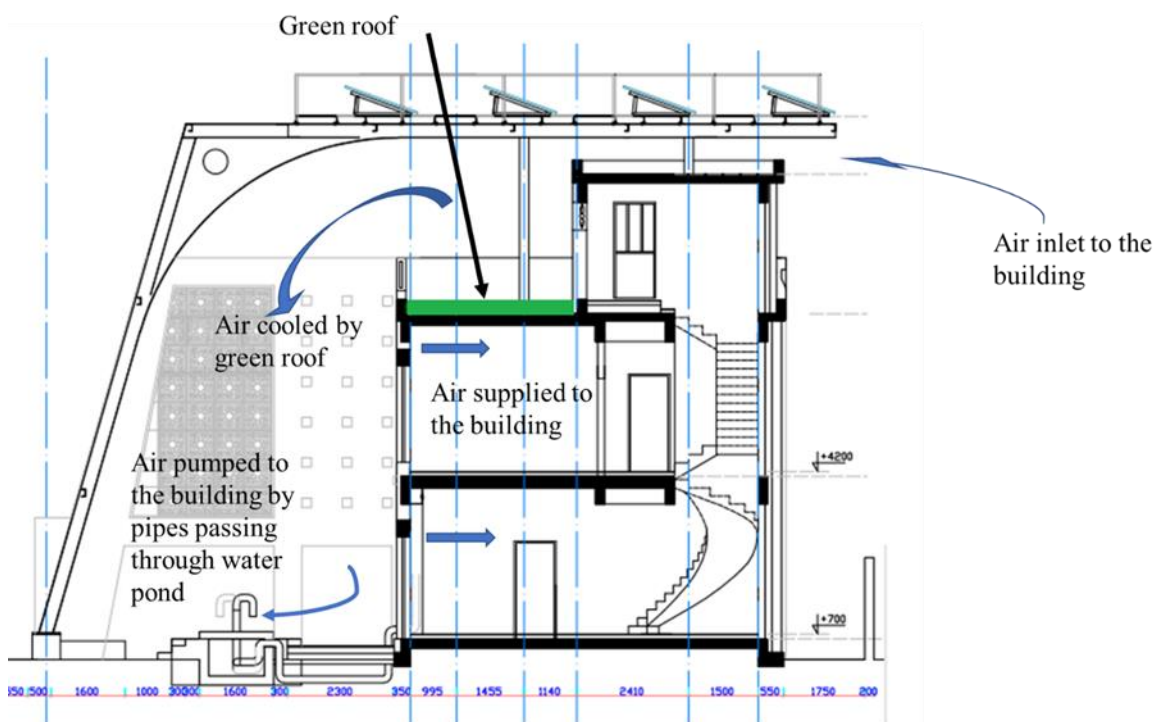 Green roof
Air inlet to the
building
Air cooled by
green roof
Air supplied to
the building
Air pumped to
the building by
pipes passing
through water
pond
+4200
+700
500 1600 1000 1600 300 2300 350 995 1455 1140 2410 1500 550 1750 200